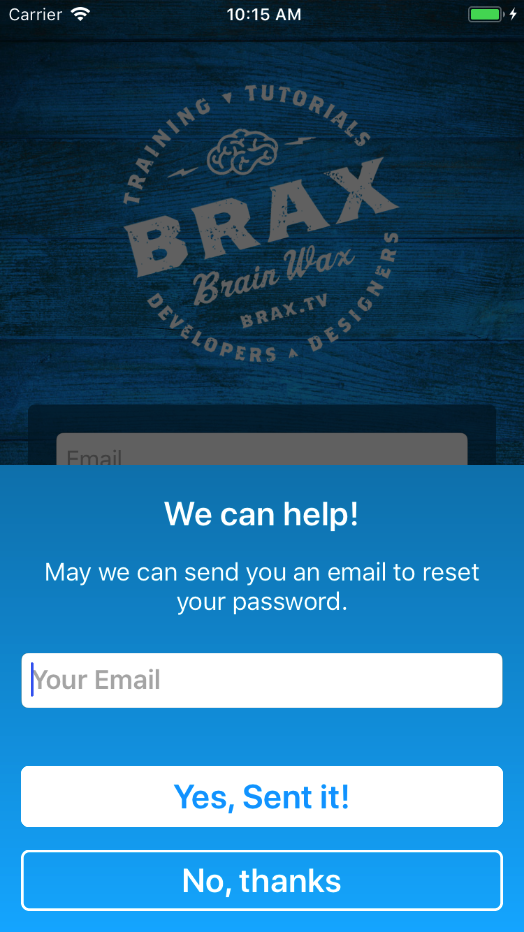 Carrier
10:15 AM
TRAINING ▾ TUTORIALS
BRAX
Brain Wax
BRAX.TV
DEVELOPERS ▴ DESIGNERS
Email
We can help!
May we can send you an email to reset
your password.
Your Email
Yes, Sent it!
No, thanks